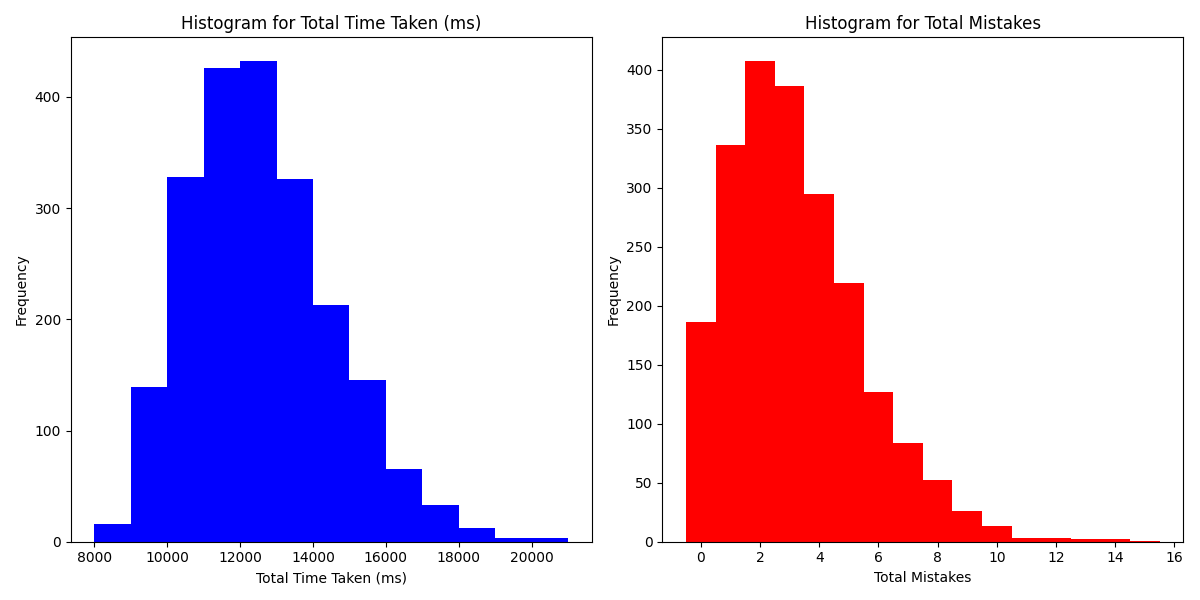 Histogram for Total Time Taken (ms)
Frequency
400
300
200
100
0
8000 10000 12000 14000 16000 18000 20000
Total Time Taken (ms)
Histogram for Total Mistakes
Frequency
400
350
300
250
200
150
100
50
0
0 2 4 6 8 10 12 14 16
Total Mistakes